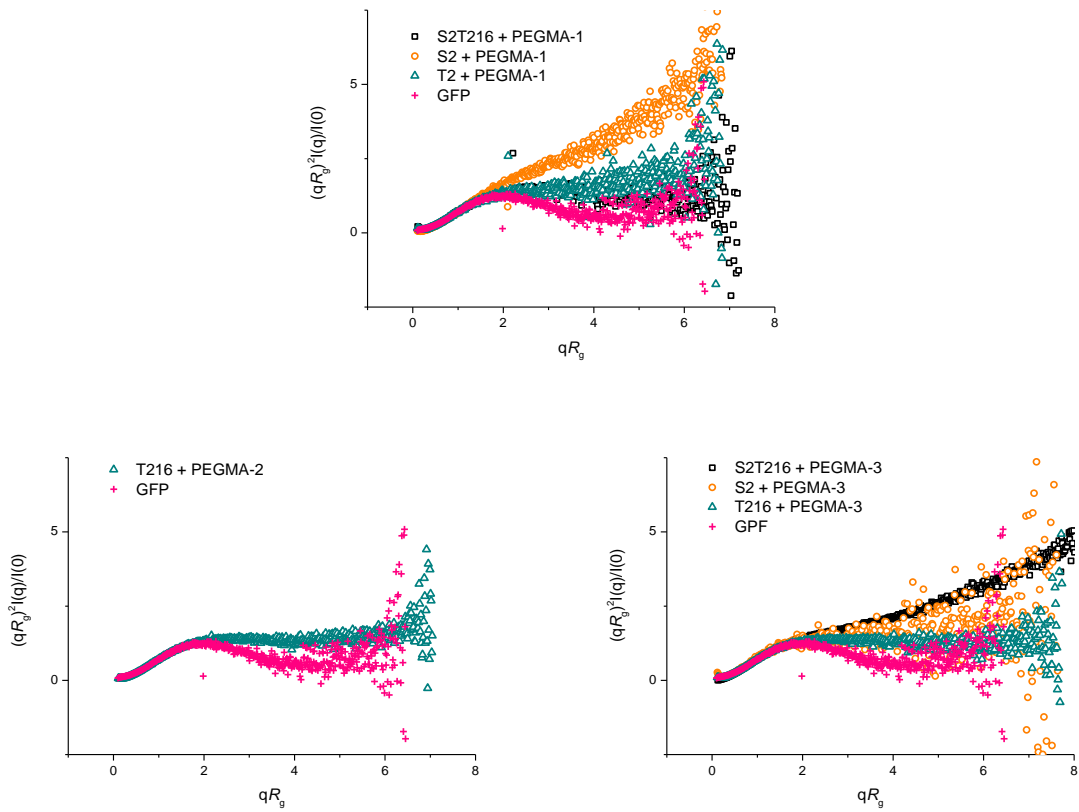 S2T216 + PEGMA-1
S2 + PEGMA-1
T2 + PEGMA-1
GFP
(qRg)²I(q)/I(0)
5
0
0 2 4 6 8
qRg
T216 + PEGMA-2
GFP
(qRg)²I(q)/I(0)
5
0
0 2 4 6 8
qRg
S2T216 + PEGMA-3
S2 + PEGMA-3
T216 + PEGMA-3
GPF
(qRg)²I(q)/I(0)
5
0
0 2 4 6 8
qRg